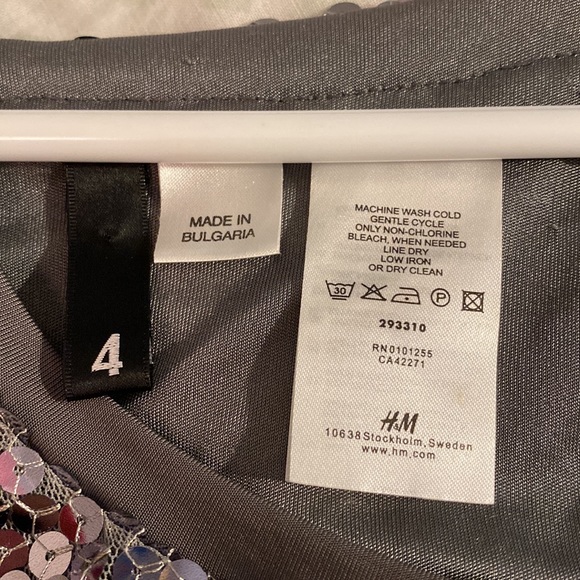 4
MADE IN
BULGARIA
MACHINE WASH COLD
GENTLE CYCLE
ONLY NON-CHLORINE
BLEACH, WHEN NEEDED
LINE DRY
LOW IRON
OR DRY CLEAN
30 P
293310
RN0101255
CA42271
H&M
10638 Stockholm, Sweden
www.hm.com